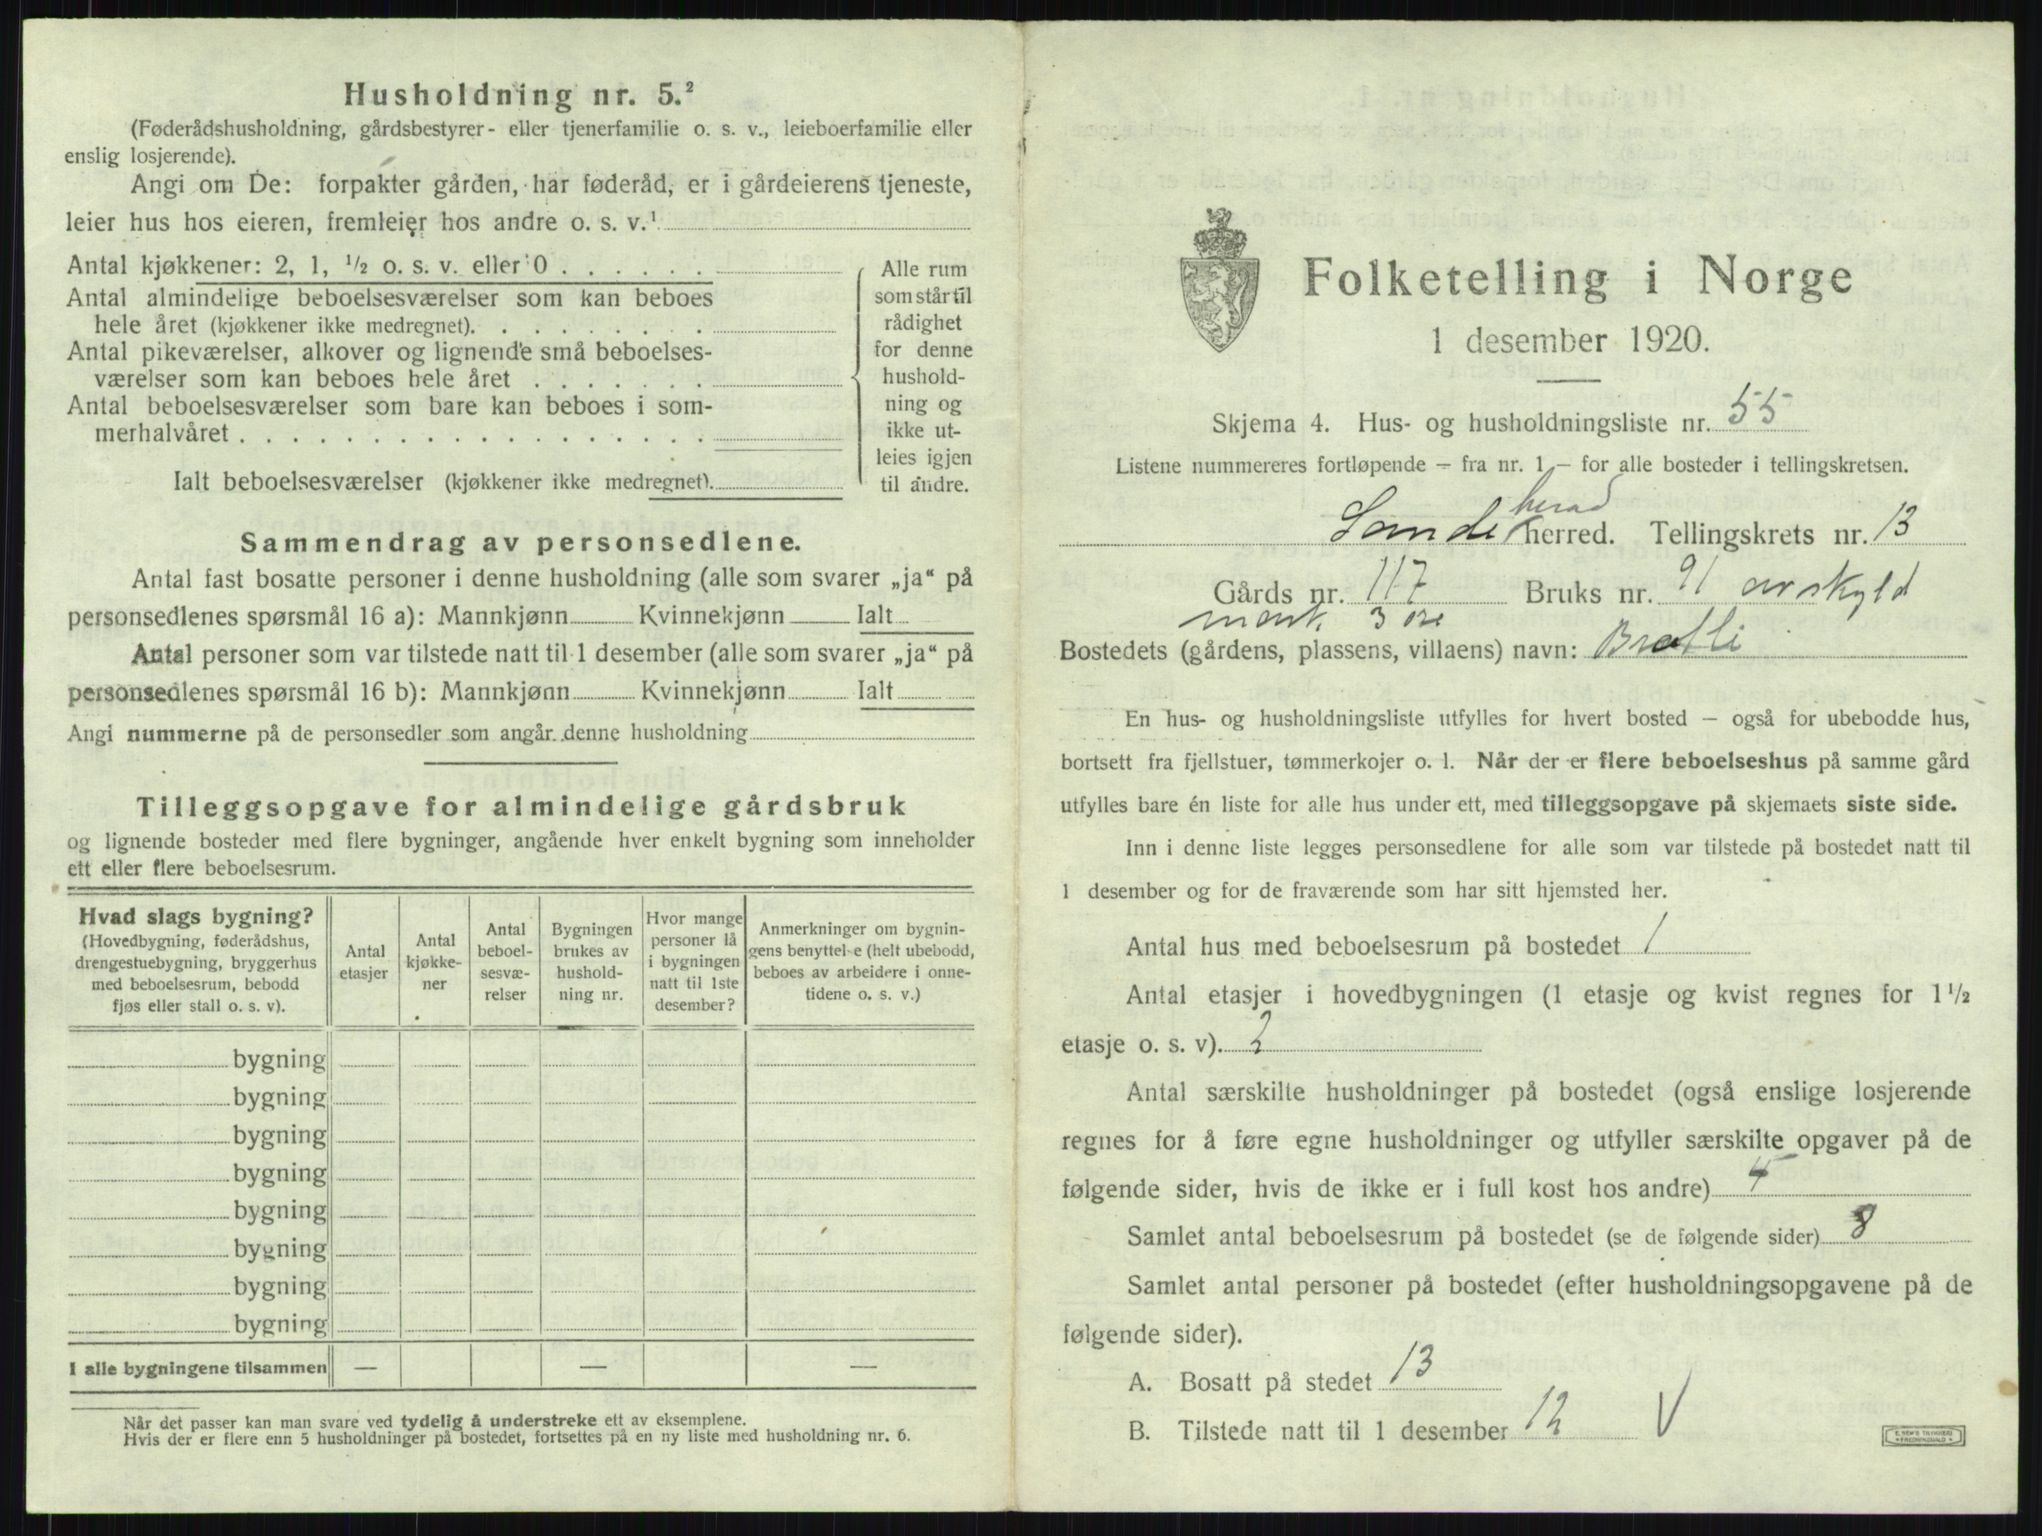 Husholdning nr. 5.²
(Føderådshusholdning, gårdsbestyrer- eller tjenerfamilie o. s. v., leieboerfamilie eller
enslig losjerende).
Angi om De: forpakter gården, har føderåd, er i gårdeierens tjeneste,
leier hus hos eieren, fremleier hos andre o. s. v.¹
Antal kjøkkener: 2, 1, ½ o. s. v. eller 0 . . . . . .
Antal almindelige beboelsesværelser som kan beboes
hele året (kjøkkener ikke medregnet). . . . . . . . .
Antal pikeværelser, alkover og lignende små beboelses-
værelser som kan beboes hele året . . . . . . .
Antal beboelsesværelser som bare kan beboes i som-
merhalvåret . . . . . . . . . . . . . . . . . .
Ialt beboelsesværelser (kjøkkener ikke medregnet).
Alle rum
som står til
rådighet
for denne
hushold-
ning og
ikke ut-
leies igjen
til andre.
Sammendrag av personsedlene.
Antal fast bosatte personer i denne husholdning (alle som svarer „ja“ på
personsedlenes spørsmål 16 a): Mannkjønn Kvinnekjønn Ialt
Antal personer som var tilstede natt til 1 desember (alle som svarer „ja“ på
personsedlenes spørsmål 16 b): Mannkjønn Kvinnekjønn Ialt
Angi nummerne på de personsedler som angår denne husholdning
Tilleggsopgave for almindelige gårdsbruk
og lignende bosteder med flere bygninger, angående hver enkelt bygning som inneholder
ett eller flere beboelsesrum.
Hvad slags bygning?
(Hovedbygning, føderådshus,
drengestuebygning, bryggerhus
med beboelsesrum, bebodd
fjøs eller stall o. s. v).
Antal
etasjer
Antal
kjøkke-
ner
Antal
beboel-
sesvæ-
relser
Bygningen
brukes av
hushold-
ning nr.
Hvor mange
personer lå
i bygningen
natt til 1ste
desember?
Anmerkninger om bygnin-
gens benyttel e (helt ubebodd,
beboes av arbeidere i onne-
tidene o. s. v.)
bygning
bygning
bygning
bygning
bygning
bygning
bygning
bygning
I alle bygningene tilsammen — — —
Når det passer kan man svare ved tydelig å understreke ett av eksemplene.
Hvis der er flere enn 5 husholdninger på bostedet, fortsettes på en ny liste med husholdning nr. 6.
Folketelling i Norge
1 desember 1920.
Skjema 4. Hus- og husholdningsliste nr. 55
Listene nummereres fortløpende – fra nr. 1 – for alle bosteder i tellingskretsen.
herad
Sande herred. Tellingskrets nr. 13
Gårds nr. 117 Bruks nr. 91 av skyld
mark 3 øre
Bostedets (gårdens, plassens, villaens) navn: Bratli
En hus- og husholdningsliste utfylles for hvert bosted – også for ubebodde hus,
bortsett fra fjellstuer, tømmerkojer o. l. Når der er flere beboelseshus på samme gård
utfylles bare én liste for alle hus under ett, med tilleggsopgave på skjemaets siste side.
Inn i denne liste legges personsedlene for alle som var tilstede på bostedet natt til
1 desember og for de fraværende som har sitt hjemsted her.
Antal hus med beboelsesrum på bostedet 1
Antal etasjer i hovedbygningen (1 etasje og kvist regnes for 1½
etasje o. s. v). 2
Antal særskilte husholdninger på bostedet (også enslige losjerende
regnes for å føre egne husholdninger og utfyller særskilte opgaver på de
følgende sider, hvis de ikke er i full kost hos andre) 4
Samlet antal beboelsesrum på bostedet (se de følgende sider) 8
Samlet antal personer på bostedet (efter husholdningsopgavene på de
følgende sider).
A. Bosatt på stedet 13
B. Tilstede natt til 1 desember 12